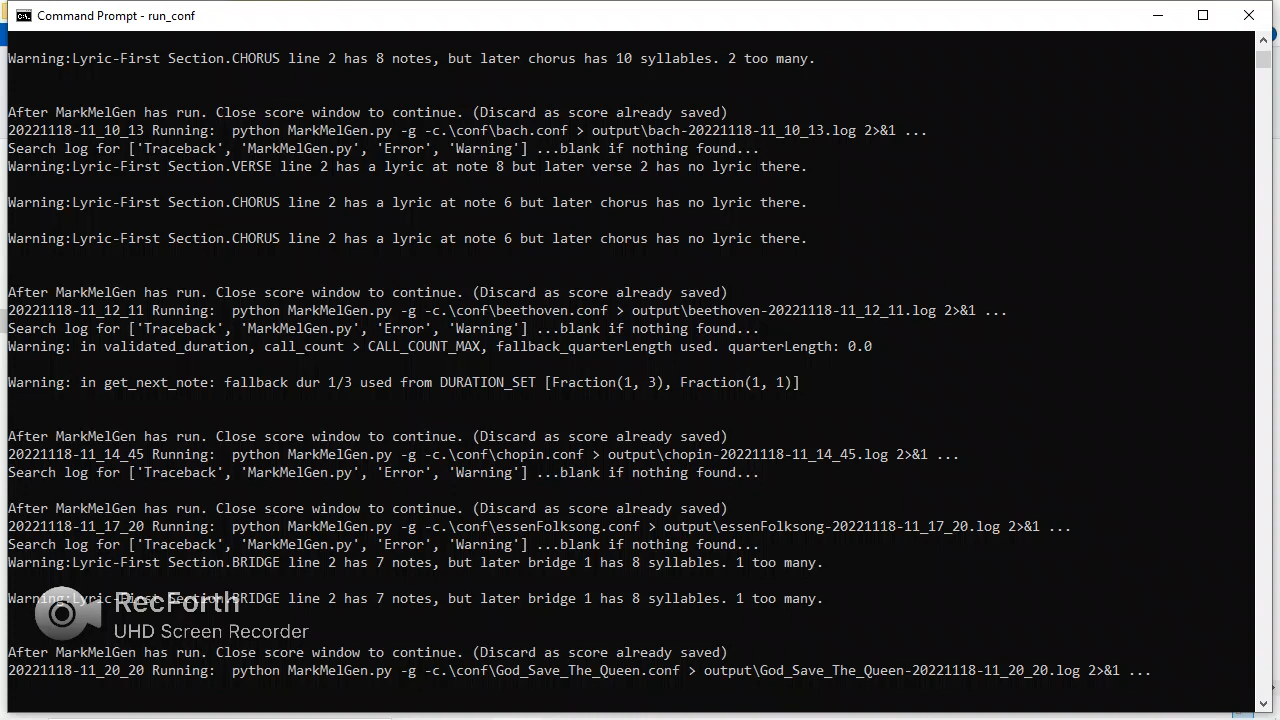 Command Prompt - run_conf
Warning:Lyric-First Section.CHORUS line 2 has 8 notes, but later chorus has 10 syllables. 2 too many.
After MarkMelGen has run. Close score window to continue. (Discard as score already saved)
20221118-11_10_13 Running:  python MarkMelGen.py -g -c.\conf\bach.conf > output\bach-20221118-11_10_13.log 2>&1 ...
Search log for ['Traceback', 'MarkMelGen.py', 'Error', 'Warning'] ...blank if nothing found...
Warning:Lyric-First Section.VERSE line 2 has a lyric at note 8 but later verse 2 has no lyric there.
Warning:Lyric-First Section.CHORUS line 2 has a lyric at note 6 but later chorus has no lyric there.
Warning:Lyric-First Section.CHORUS line 2 has a lyric at note 6 but later chorus has no lyric there.
After MarkMelGen has run. Close score window to continue. (Discard as score already saved)
20221118-11_12_11 Running:  python MarkMelGen.py -g -c.\conf\beethoven.conf > output\beethoven-20221118-11_12_11.log 2>&1 ...
Search log for ['Traceback', 'MarkMelGen.py', 'Error', 'Warning'] ...blank if nothing found...
Warning: in validated_duration, call_count > CALL_COUNT_MAX, fallback_quarterLength used. quarterLength: 0.0
Warning: in get_next_note: fallback dur 1/3 used from DURATION_SET [Fraction(1, 3), Fraction(1, 1)]
After MarkMelGen has run. Close score window to continue. (Discard as score already saved)
20221118-11_14_45 Running:  python MarkMelGen.py -g -c.\conf\chopin.conf > output\chopin-20221118-11_14_45.log 2>&1 ...
Search log for ['Traceback', 'MarkMelGen.py', 'Error', 'Warning'] ...blank if nothing found...
After MarkMelGen has run. Close score window to continue. (Discard as score already saved)
20221118-11_17_20 Running:  python MarkMelGen.py -g -c.\conf\essenFolksong.conf > output\essenFolksong-20221118-11_17_20.log 2>&1 ...
Search log for ['Traceback', 'MarkMelGen.py', 'Error', 'Warning'] ...blank if nothing found...
Warning:Lyric-First Section.BRIDGE line 2 has 7 notes, but later bridge 1 has 8 syllables. 1 too many.
Warning:Lyric-First Section.BRIDGE line 2 has 7 notes, but later bridge 1 has 8 syllables. 1 too many.
RecForth
UHD Screen Recorder
After MarkMelGen has run. Close score window to continue. (Discard as score already saved)
20221118-11_20_20 Running:  python MarkMelGen.py -g -c.\conf\God_Save_The_Queen.conf > output\God_Save_The_Queen-20221118-11_20_20.log 2>&1 ...